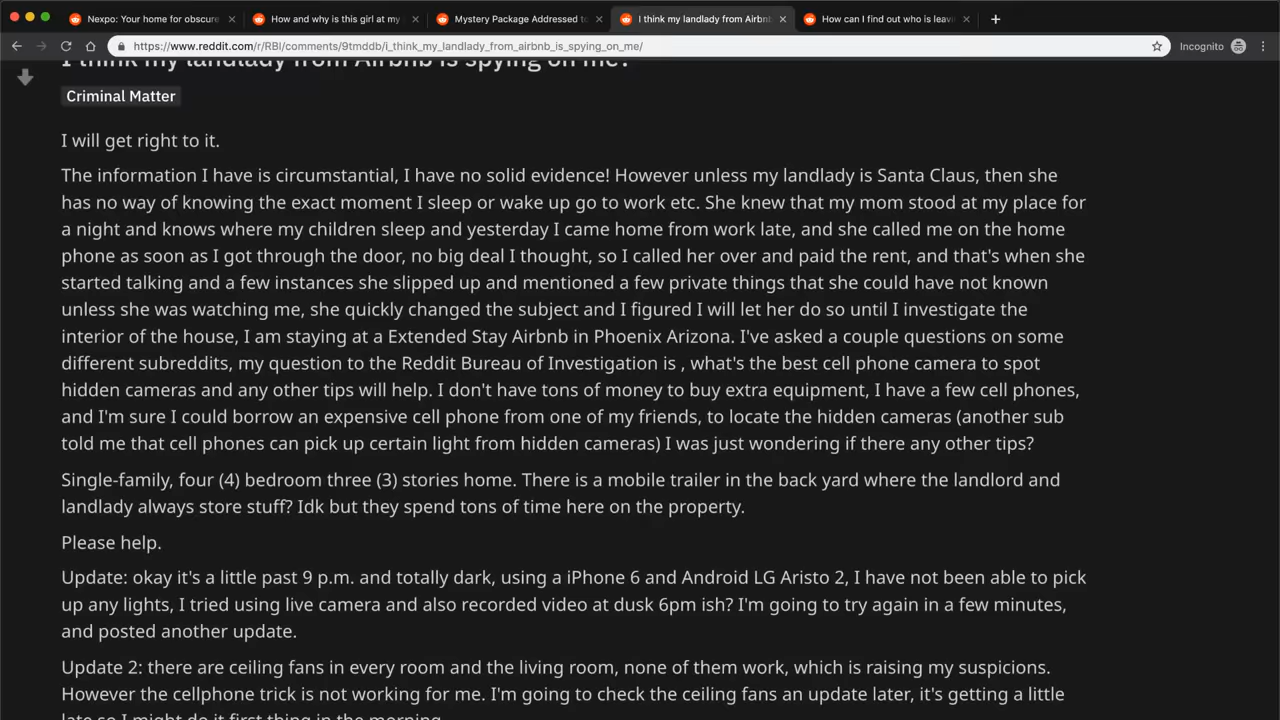 Nexpo: Your home for obscure
How and why is this girl at my
Mystery Package Addressed to
I think my landlady from Airbnb
How can I find out who is leavi
https://www.reddit.com/r/RBI/comments/9tmddb/i_think_my_landlady_from_airbnb_is_spying_on_me/
Incognito
I think my landlady from Airbnb is spying on me?
Criminal Matter
I will get right to it.
The information I have is circumstantial, I have no solid evidence! However unless my landlady is Santa Claus, then she
has no way of knowing the exact moment I sleep or wake up go to work etc. She knew that my mom stood at my place for
a night and knows where my children sleep and yesterday I came home from work late, and she called me on the home
phone as soon as I got through the door, no big deal I thought, so I called her over and paid the rent, and that's when she
started talking and a few instances she slipped up and mentioned a few private things that she could have not known
unless she was watching me, she quickly changed the subject and I figured I will let her do so until I investigate the
interior of the house, I am staying at a Extended Stay Airbnb in Phoenix Arizona. I've asked a couple questions on some
different subreddits, my question to the Reddit Bureau of Investigation is , what's the best cell phone camera to spot
hidden cameras and any other tips will help. I don't have tons of money to buy extra equipment, I have a few cell phones,
and I'm sure I could borrow an expensive cell phone from one of my friends, to locate the hidden cameras (another sub
told me that cell phones can pick up certain light from hidden cameras) I was just wondering if there any other tips?
Single-family, four (4) bedroom three (3) stories home. There is a mobile trailer in the back yard where the landlord and
landlady always store stuff? Idk but they spend tons of time here on the property.
Please help.
Update: okay it's a little past 9 p.m. and totally dark, using a iPhone 6 and Android LG Aristo 2, I have not been able to pick
up any lights, I tried using live camera and also recorded video at dusk 6pm ish? I'm going to try again in a few minutes,
and posted another update.
Update 2: there are ceiling fans in every room and the living room, none of them work, which is raising my suspicions.
However the cellphone trick is not working for me. I'm going to check the ceiling fans an update later, it's getting a little
late so I might do it first thing in the morning.